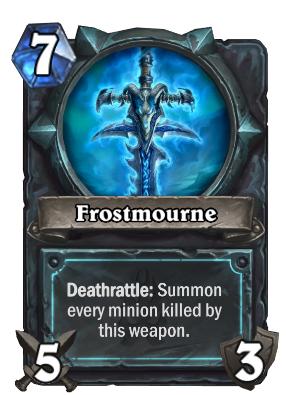 7
Frostmourne
Deathrattle: Summon
every minion killed by
this weapon.
5
3